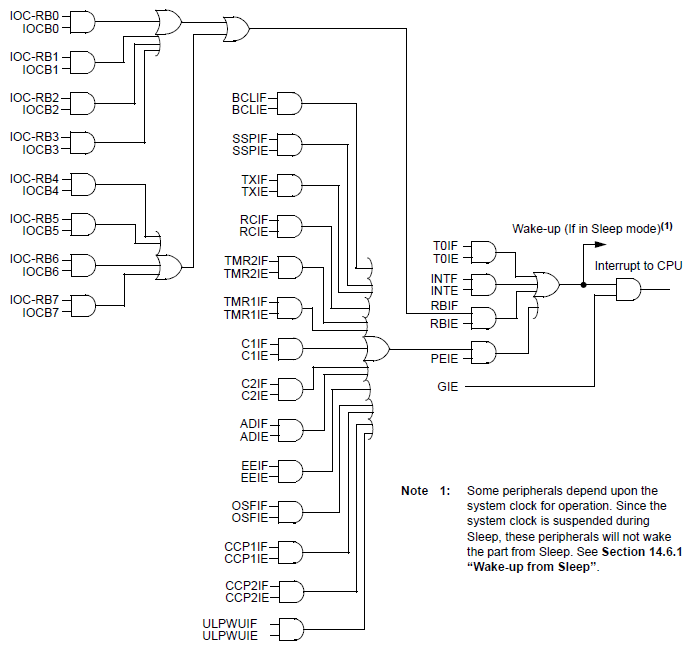 IOC-RB0
IOCB0
IOC-RB1
IOCB1
IOC-RB2
IOCB2
IOC-RB3
IOCB3
IOC-RB4
IOCB4
IOC-RB5
IOCB5
IOC-RB6
IOCB6
IOC-RB7
IOCB7
BCLIF
BCLIE
SSPIF
SSPIE
TXIF
TXIE
RCIF
RCIE
TMR2IF
TMR2IE
TMR1IF
TMR1IE
C1IF
C1IE
C2IF
C2IE
ADIF
ADIE
EEIF
EEIE
OSFIF
OSFIE
CCP1IF
CCP1IE
CCP2IF
CCP2IE
ULPWUIF
ULPWUIE
T0IF
T0IE
INTF
INTE
RBIF
RBIE
PEIE
GIE
Wake-up (If in Sleep mode)(1)
Interrupt to CPU
Note 1: Some peripherals depend upon the
system clock for operation. Since the
system clock is suspended during
Sleep, these peripherals will not wake
the part from Sleep. See Section 14.6.1
“Wake-up from Sleep”.